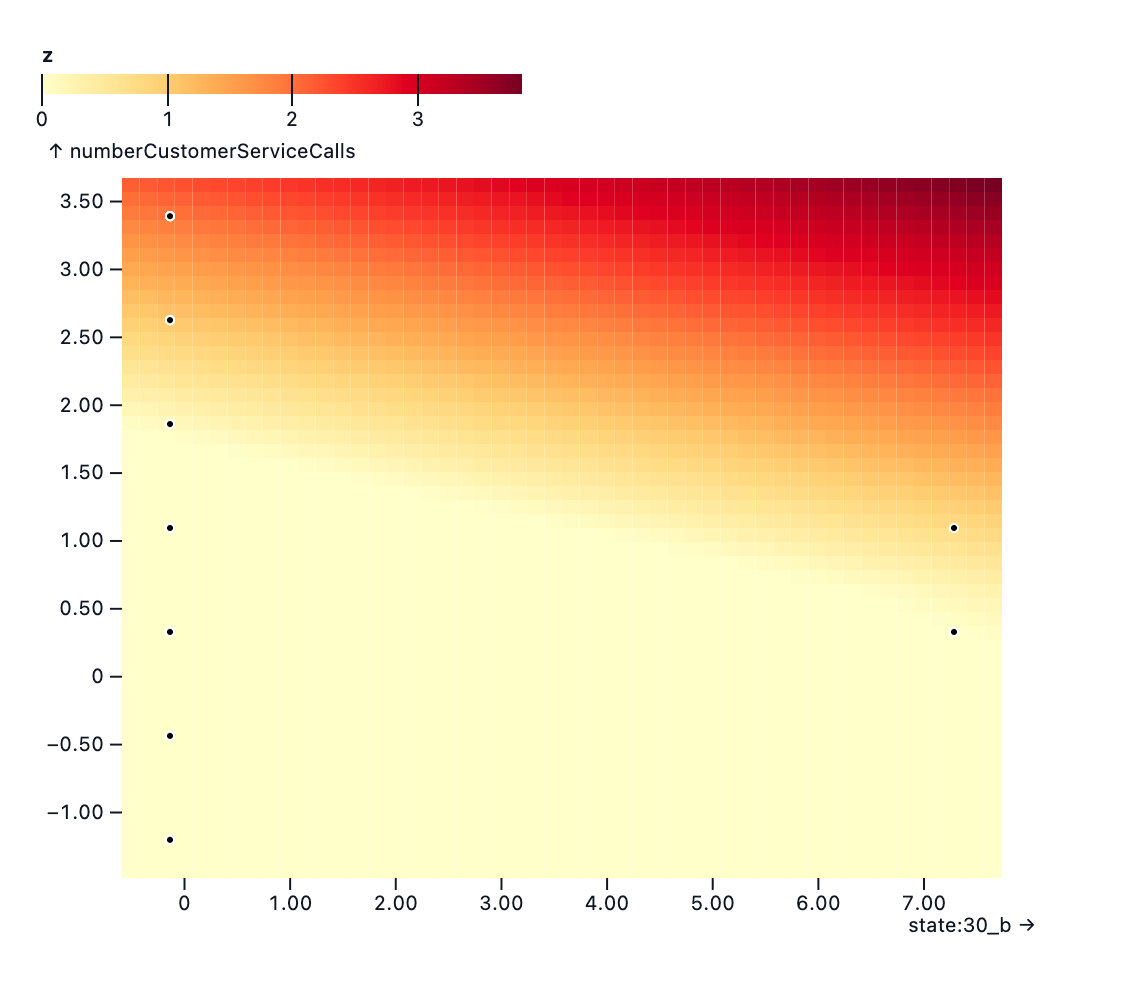 z
0 1 2 3
↑ numberCustomerServiceCalls
3.50
3.00
2.50
2.00
1.50
1.00
0.50
0
−0.50
−1.00
0 1.00 2.00 3.00 4.00 5.00 6.00 7.00
state:30_b →